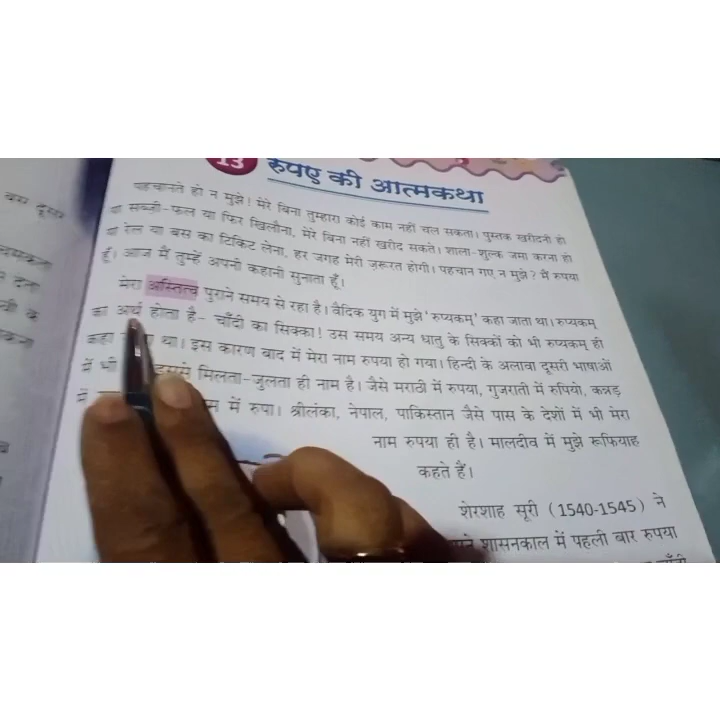 13 रुपए की आत्मकथा
पहचानते हो न मुझे! मेरे बिना तुम्हारा कोई काम नहीं चल सकता। पुस्तक खरीदनी हो
या सब्ज़ी-फल या फिर खिलौना, मेरे बिना नहीं खरीद सकते। शाला-शुल्क जमा करना हो
या रेल या बस का टिकिट लेना, हर जगह मेरी ज़रूरत होगी। पहचान गए न मुझे? मैं रुपया
हूँ। आज मैं तुम्हें अपनी कहानी सुनाता हूँ।
मेरा अस्तित्व पुराने समय से रहा है। वैदिक युग में मुझे 'रुप्यकम्' कहा जाता था। रुप्यकम्
का अर्थ होता है- चाँदी का सिक्का! उस समय अन्य धातु के सिक्कों को भी रुप्यकम् ही
कहा था। इस कारण बाद में मेरा नाम रुपया हो गया। हिन्दी के अलावा दूसरी भाषाओं
में भी इससे मिलता-जुलता ही नाम है। जैसे मराठी में रुपया, गुजराती में रुपियो, कन्नड़
में में रुपा। श्रीलंका, नेपाल, पाकिस्तान जैसे पास के देशों में भी मेरा
नाम रुपया ही है। मालदीव में मुझे रूफियाह
कहते हैं।
शेरशाह सूरी (1540-1545) ने
शासनकाल में पहली बार रुपया